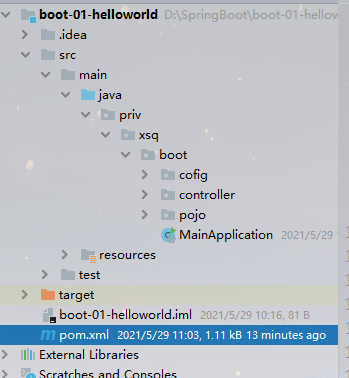 boot-01-helloworld D:\SpringBoot\boot-01-hellow
.idea
src
main
java
priv
xsq
boot
cofig
controller
pojo
MainApplication 2021/5/29 1
resources
test
target
boot-01-helloworld.iml 2021/5/29 10:16, 81 B
pom.xml 2021/5/29 11:03, 1.11 kB 13 minutes ago
External Libraries
Scratches and Consoles